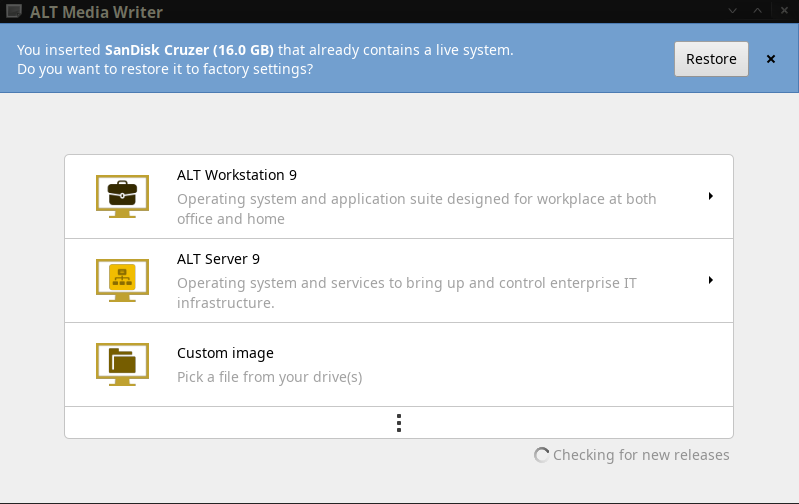 ALT Media Writer
You inserted SanDisk Cruzer (16.0 GB) that already contains a live system.
Do you want to restore it to factory settings?
Restore
ALT Workstation 9
Operating system and application suite designed for workplace at both
office and home
ALT Server 9
Operating system and services to bring up and control enterprise IT
infrastructure.
Custom image
Pick a file from your drive(s)
Checking for new releases